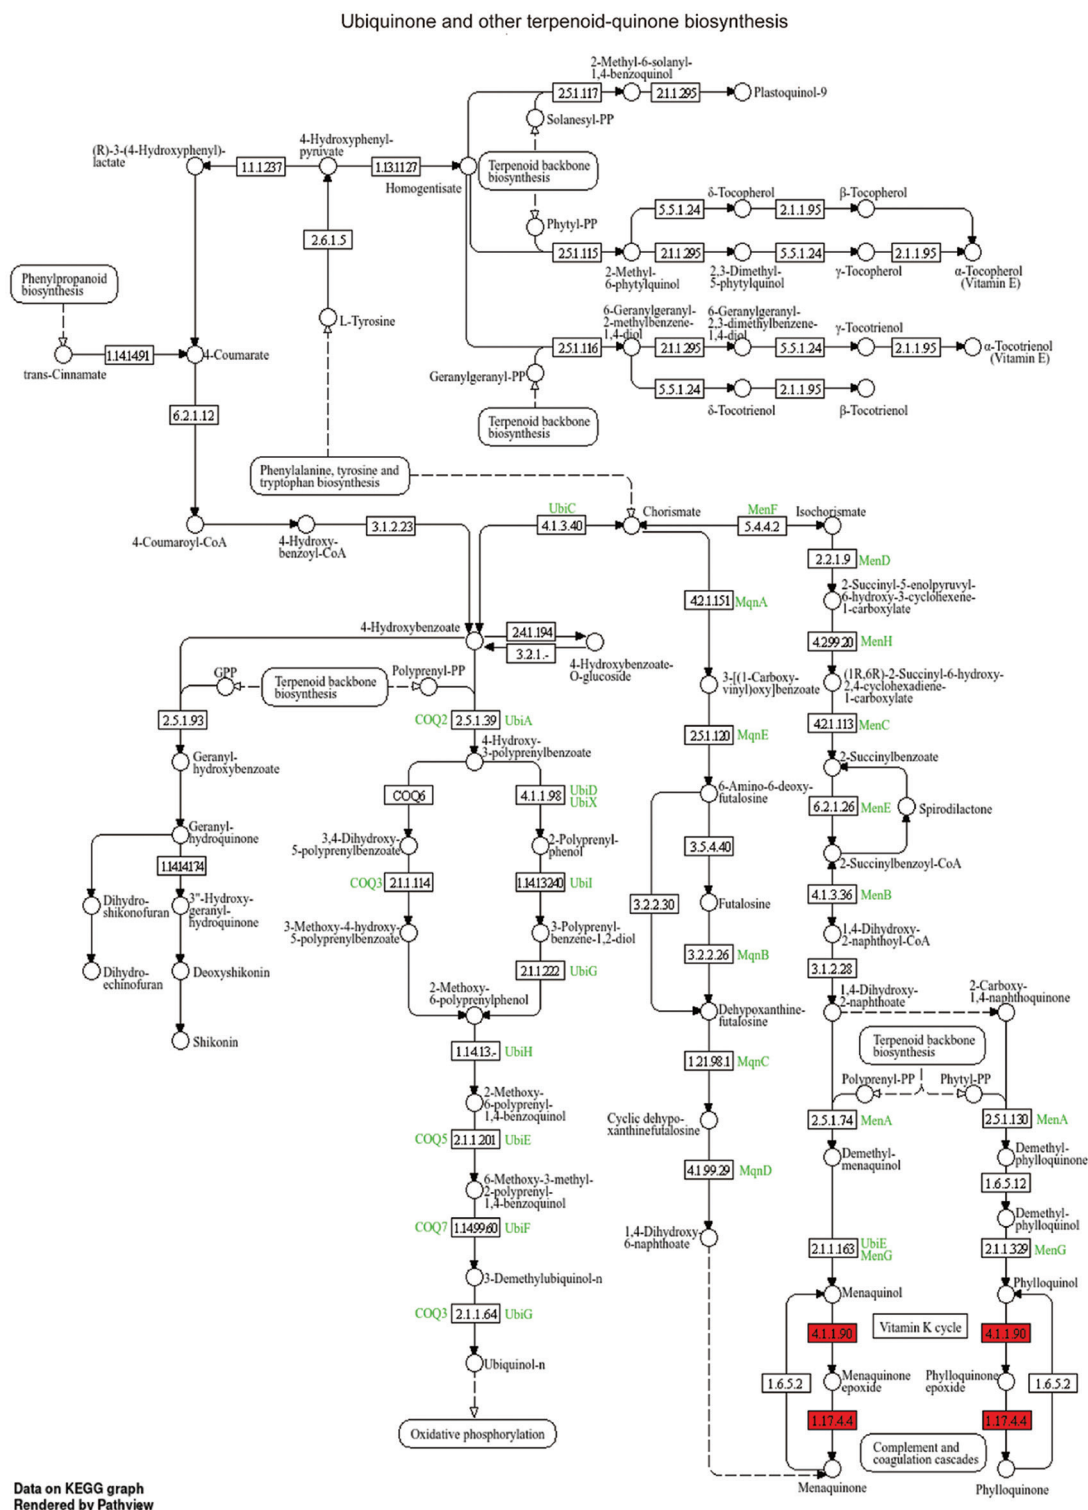 Ubiquinone and other terpenoid-quinone biosynthesis
2-Methyl-6-solanyl-
1,4-benzoquinol
2.5.1.117
2.1.1.295
Plastoquinol-9
Solanesyl-PP
(R)-3-(4-Hydroxyphenyl)-
lactate
1.1.1.237
4-Hydroxyphenyl-
pyruvate
1.13.11.27
Homogentisate
Terpenoid backbone
biosynthesis
Phytyl-PP
δ-Tocopherol
β-Tocopherol
5.5.1.24
2.1.1.95
2.6.1.5
2.5.1.115
2.1.1.295
5.5.1.24
2.1.1.95
2-Methyl-
6-phytylquinol
2,3-Dimethyl-
5-phytylquinol
γ-Tocopherol
α-Tocopherol
(Vitamin E)
Phenylpropanoid
biosynthesis
L-Tyrosine
6-Geranylgeranyl-
2-methylbenzene-
1,4-diol
6-Geranylgeranyl-
2,3-dimethylbenzene-
1,4-diol
γ-Tocotrienol
1.14.14.91
trans-Cinnamate
4-Coumarate
2.5.1.116
2.1.1.295
5.5.1.24
2.1.1.95
α-Tocotrienol
(Vitamin E)
Geranylgeranyl-PP
5.5.1.24
2.1.1.95
δ-Tocotrienol
β-Tocotrienol
6.2.1.12
Terpenoid backbone
biosynthesis
Phenylalanine, tyrosine and
tryptophan biosynthesis
4-Coumaroyl-CoA
4-Hydroxy-
benzoyl-CoA
3.1.2.23
UbiC
4.1.3.40
Chorismate
MenF
5.4.4.2
Isochorismate
2.2.1.9
MenD
2-Succinyl-5-enolpyruvyl-
6-hydroxy-3-cyclohexene-
1-carboxylate
4.2.1.151
MqnA
4-Hydroxybenzoate
2.4.1.194
3.2.1.-
4-Hydroxybenzoate-
O-glucoside
4.2.99.20
MenH
GPP
Terpenoid backbone
biosynthesis
Polyprenyl-PP
3-[(1-Carboxy-
vinyl)oxy]benzoate
(1R,6R)-2-Succinyl-6-hydroxy-
2,4-cyclohexadiene-
1-carboxylate
2.5.1.93
COQ2
2.5.1.39
UbiA
2.5.1.120
MqnE
4.2.1.113
MenC
4-Hydroxy-
3-polyprenylbenzoate
Geranyl-
hydroxybenzoate
2-Succinylbenzoate
COQ6
4.1.1.98
UbiD
UbiX
6-Amino-6-deoxy-
futalosine
6.2.1.26
MenE
Spirodilactone
Geranyl-
hydroquinone
3,4-Dihydroxy-
5-polyprenylbenzoate
2-Polyprenyl-
phenol
3.5.4.40
2-Succinylbenzoyl-CoA
1.14.14.174
COQ3
2.1.1.114
1.14.13.240
UbiI
4.1.3.36
MenB
Dihydro-
shikonofuran
3"-Hydroxy-
geranyl-
hydroquinone
3.2.2.30
Futalosine
3-Methoxy-4-hydroxy-
5-polyprenylbenzoate
3-Polyprenyl-
benzene-1,2-diol
1,4-Dihydroxy-
2-naphthoyl-CoA
3.2.2.26
MqnB
Dihydro-
echinofuran
Deoxyshikonin
2.1.1.222
UbiG
3.1.2.28
2-Methoxy-
6-polyprenylphenol
Dehypoxanthine-
futalosine
1,4-Dihydroxy-
2-naphthoate
2-Carboxy-
1,4-naphthoquinone
Shikonin
1.14.13.-
UbiH
1.21.98.1
MqnC
Terpenoid backbone
biosynthesis
Polyprenyl-PP
Phytyl-PP
2-Methoxy-
6-polyprenyl-
1,4-benzoquinol
Cyclic dehypo-
xanthinefutalosine
2.5.1.74
MenA
2.5.1.130
MenA
COQ5
2.1.1.201
UbiE
4.1.99.29
MqnD
Demethyl-
menaquinol
Demethyl-
phylloquinone
1.6.5.12
6-Methoxy-3-methyl-
2-polyprenyl-
1,4-benzoquinol
Demethyl-
phylloquinol
COQ7
1.14.99.60
UbiF
1,4-Dihydroxy-
6-naphthoate
2.1.1.163
UbiE
MenG
2.1.1.329
MenG
3-Demethylubiquinol-n
Menaquinol
Phylloquinol
COQ3
2.1.1.64
UbiG
4.1.1.90
Vitamin K cycle
4.1.1.90
Ubiquinol-n
1.6.5.2
Menaquinone
epoxide
Phylloquinone
epoxide
1.6.5.2
1.17.4.4
1.17.4.4
Oxidative phosphorylation
Complement and
coagulation cascades
Menaquinone
Phylloquinone
Data on KEGG graph
Rendered by Pathview